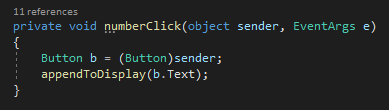 11 references
private void numberClick(object sender, EventArgs e)
{
    Button b = (Button)sender;
    appendToDisplay(b.Text);
}